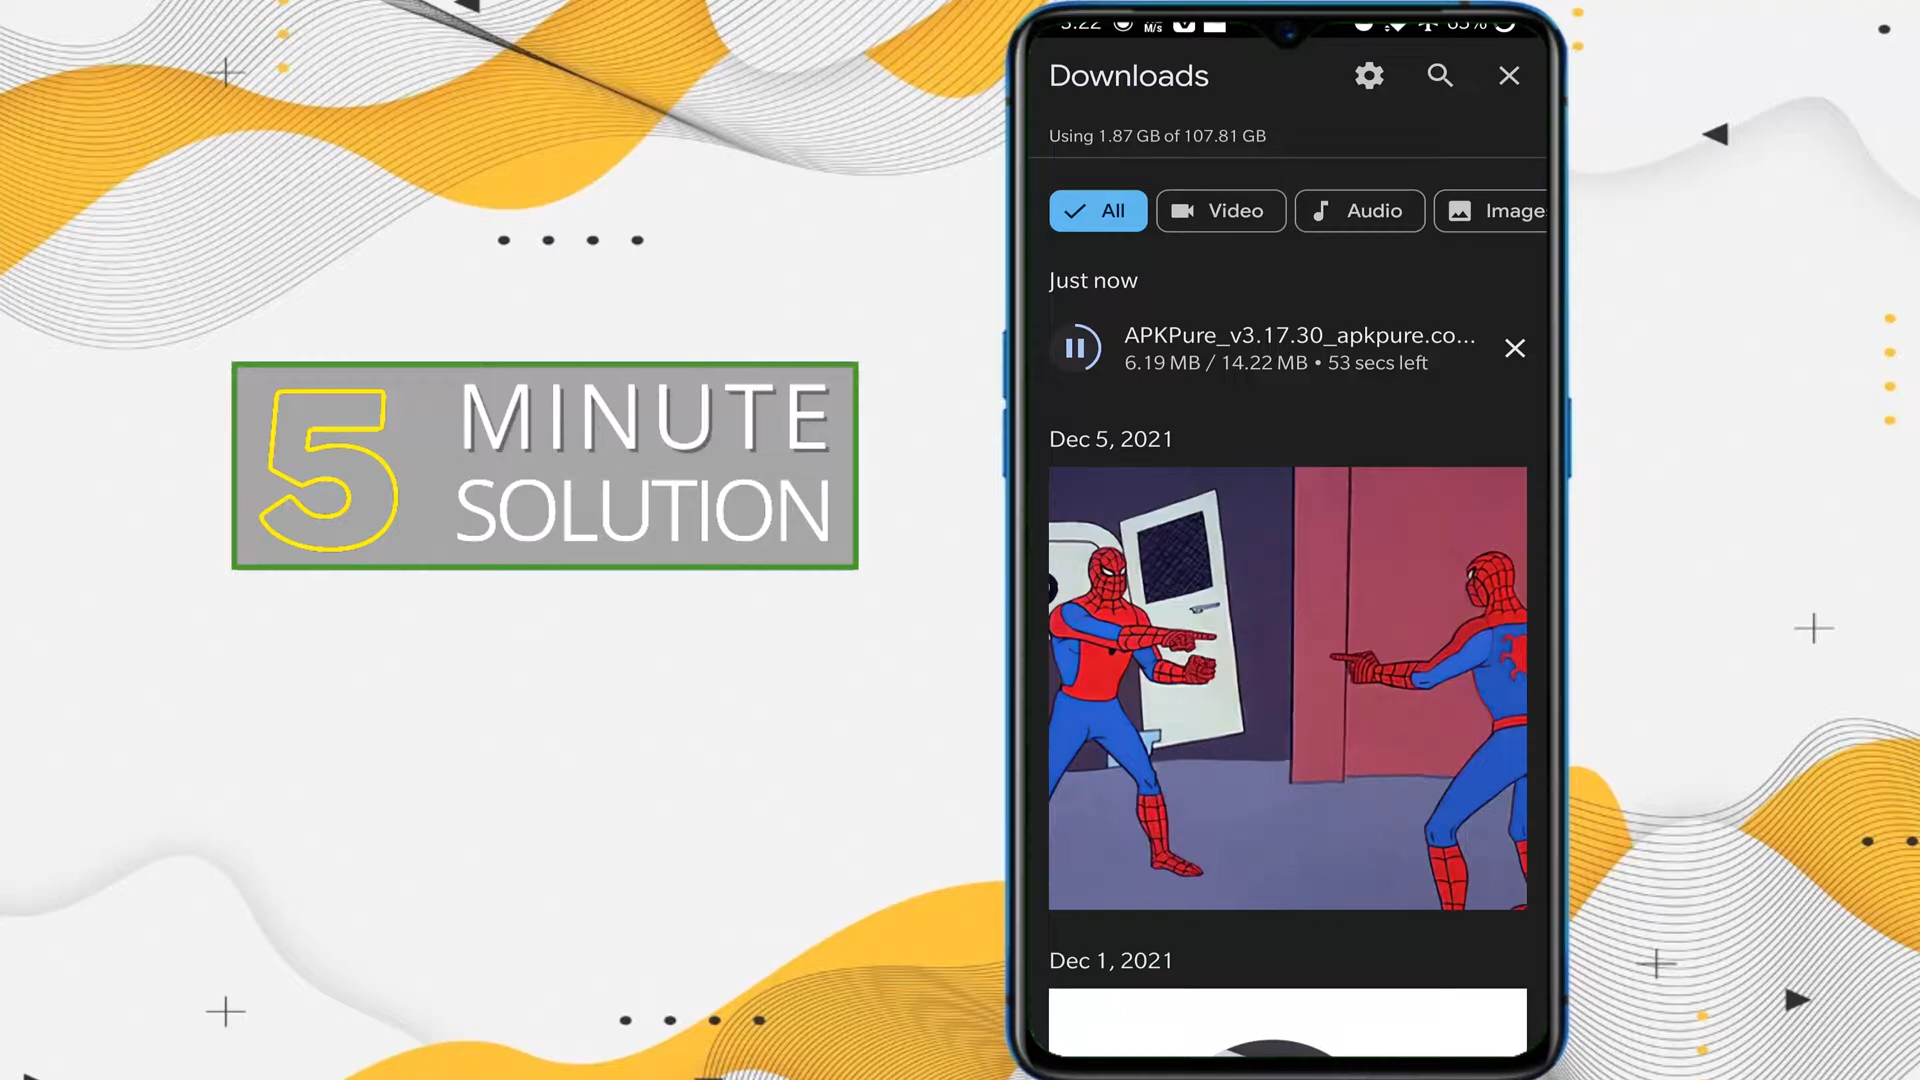 5 MINUTE
SOLUTION
Downloads
Using 1.87 GB of 107.81 GB
All
Video
Audio
Image
Just now
APKPure_v3.17.30_apkpure.co...
6.19 MB / 14.22 MB • 53 secs left
Dec 5, 2021
Dec 1, 2021